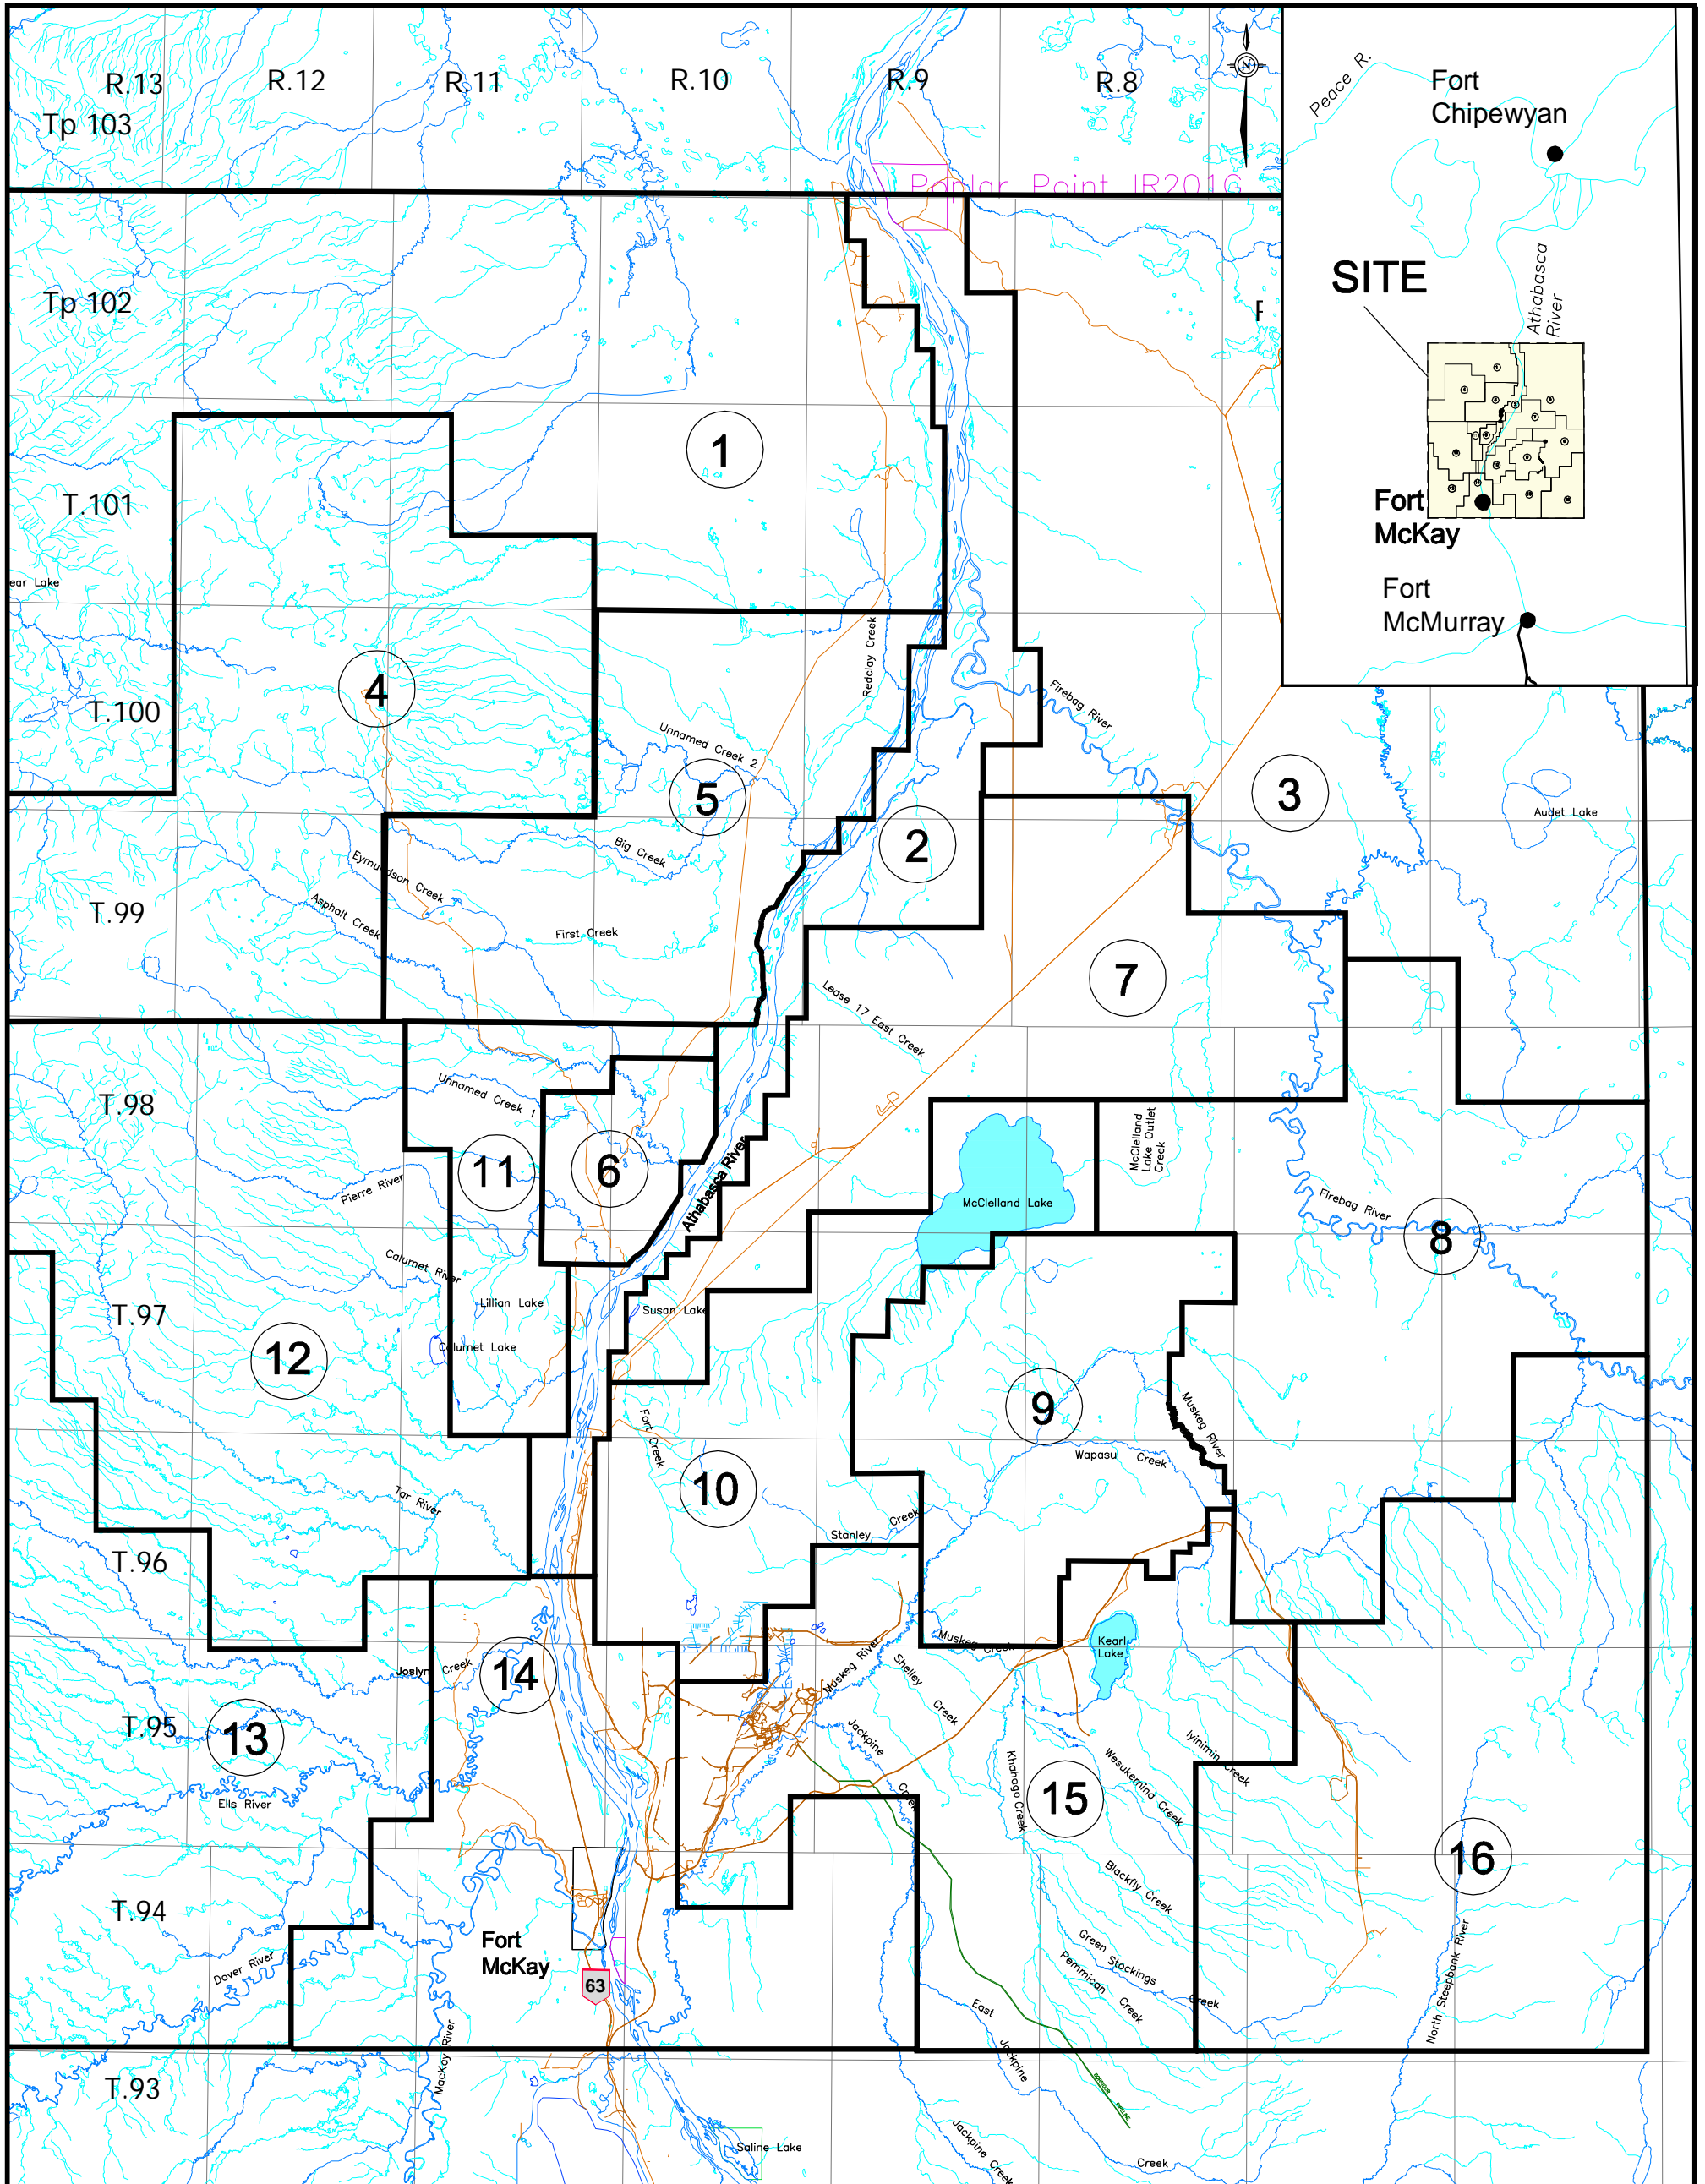 R.13
R.12
R.11
R.10
R.9
R.8
N
Tp 103
Poplar Point IR201G
Peace R.
Fort
Chipewyan
SITE
Athabasca
River
Fort
McKay
Fort
McMurray
Tp 102
1
T.101
ear Lake
4
T.100
Redclay Creek
Unnamed Creek 2
5
Firebag River
3
Audet Lake
2
Big Creek
Eymundson Creek
Asphalt Creek
T.99
First Creek
7
Lease 17 East Creek
T.98
Unnamed Creek 1
11
6
Athabasca River
Pierre River
McClelland
Lake Outlet
Creek
McClelland Lake
Firebag River
8
Calumet River
Lillian Lake
Susan Lake
T.97
Calumet Lake
12
9
Muskeg River
Fort Creek
Wapasu Creek
10
Tar River
Stanley Creek
T.96
Muskeg Creek
Kearl
Lake
Joslyn Creek
14
Muskeg River
Shelley Creek
T.95
13
Jackpine Creek
Iyinimin Creek
Khahago Creek
Wesukemina Creek
15
Ells River
16
Blackfly Creek
T.94
Fort
McKay
63
Dover River
Green Stockings Creek
Pemmican Creek
North Steepbank River
East Jackpine Creek
MacKay River
T.93
CORRIDOR PIPELINE
Saline Lake
Jackpine Creek